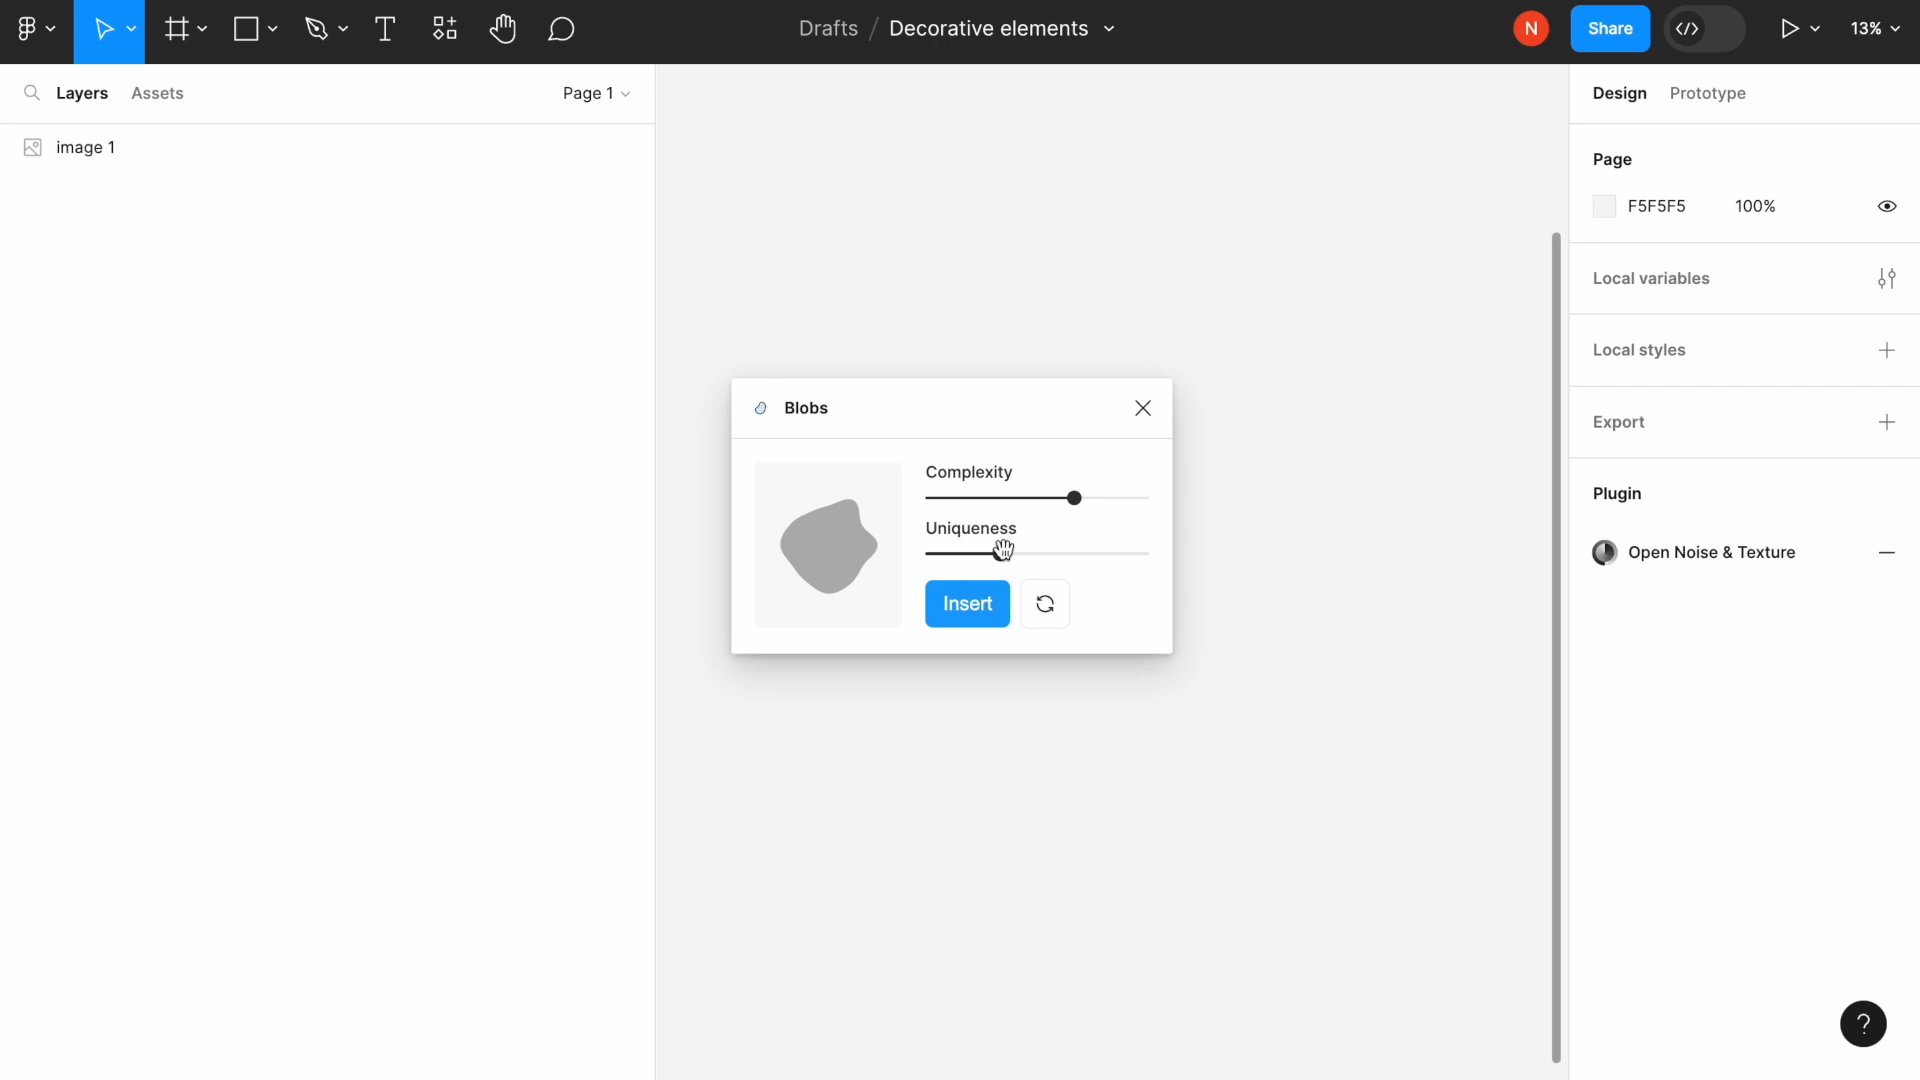 Drafts / Decorative elements
N
Share
13%
Layers Assets Page 1
image 1
Design Prototype
Page
F5F5F5 100%
Local variables
Local styles
Export
Plugin
Open Noise & Texture
Blobs
Complexity
Uniqueness
Insert
?